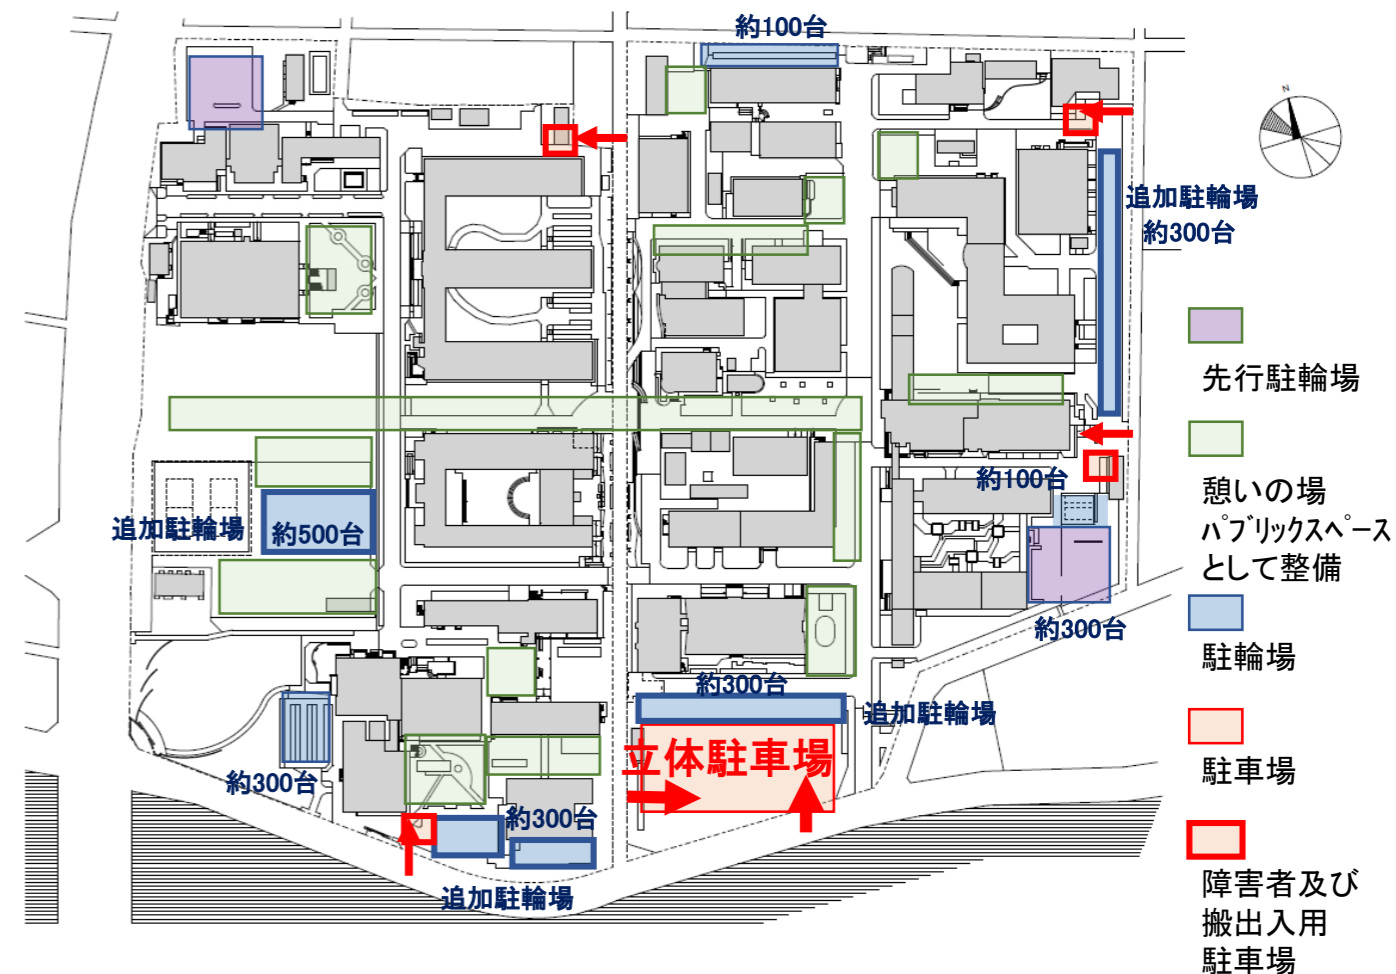 約100台
N
追加駐輪場
約300台
約100台
追加駐輪場
約500台
約300台
約300台
追加駐輪場
立体駐車場
約300台
約300台
追加駐輪場
先行駐輪場
憩いの場
パブリックスペース
として整備
駐輪場
駐車場
障害者及び
搬出入用
駐車場